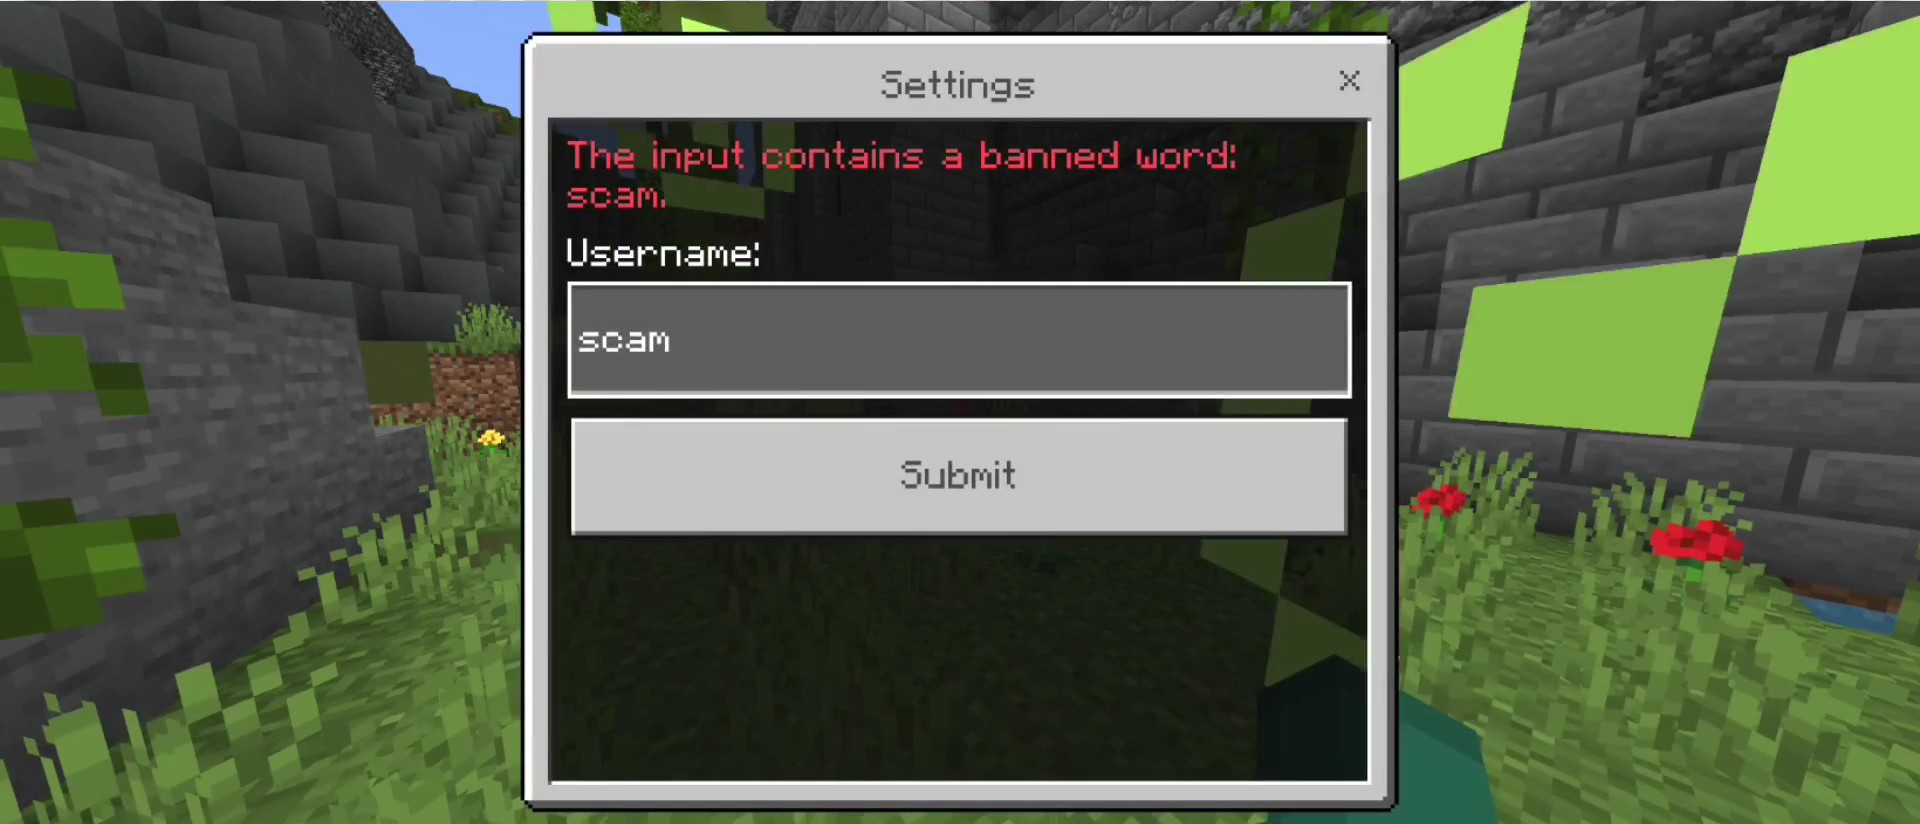 Settings
The input contains a banned word:
scam.
Username:
scam
Submit